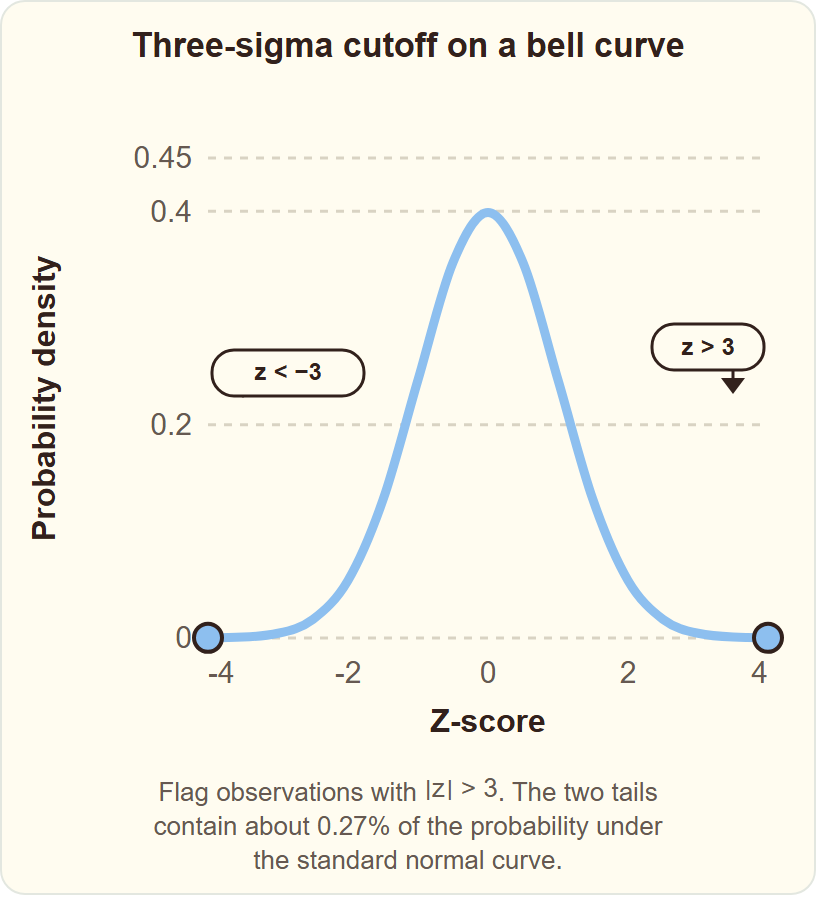 Three-sigma cutoff on a bell curve
0.45
0.4
0.2
0
Probability density
z < −3
z > 3
-4
-2
0
2
4
Z-score
Flag observations with |z| > 3. The two tails
contain about 0.27% of the probability under
the standard normal curve.